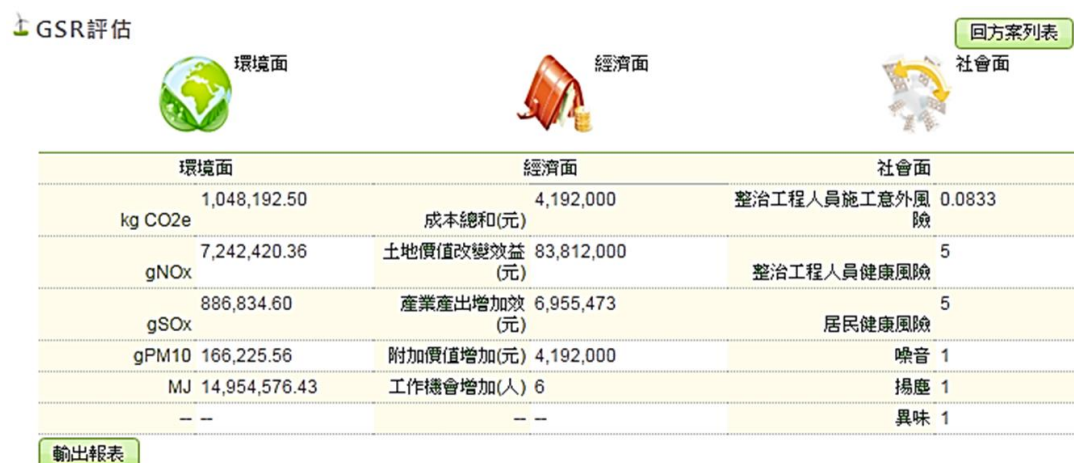 GSR評估
回方案列表
環境面
經濟面
社會面
環境面 經濟面 社會面
kg CO2e 1,048,192.50 成本總和(元) 4,192,000 整治工程人員施工意外風險 0.0833
gNOx 7,242,420.36 土地價值改變效益(元) 83,812,000 整治工程人員健康風險 5
gSOx 886,834.60 產業產出增加效(元) 6,955,473 居民健康風險 5
gPM10 166,225.56 附加價值增加(元) 4,192,000 噪音 1
MJ 14,954,576.43 工作機會增加(人) 6 揚塵 1
-- -- -- -- 異味 1
輸出報表